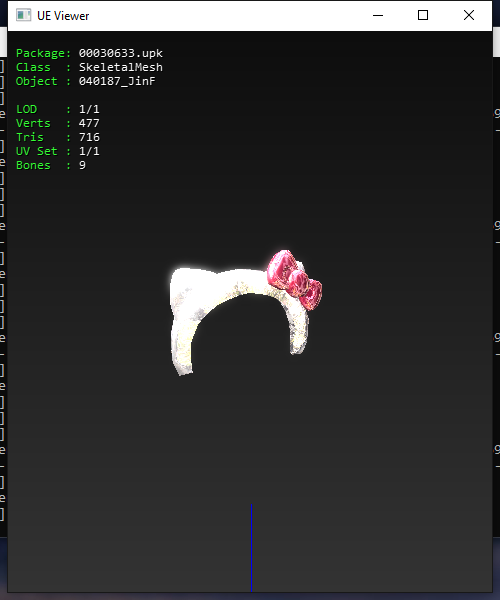 UE Viewer
Package: 00030633.upk
Class : SkeletalMesh
Object : 040187_JinF
LOD : 1/1
Verts : 477
Tris : 716
UV Set : 1/1
Bones : 9